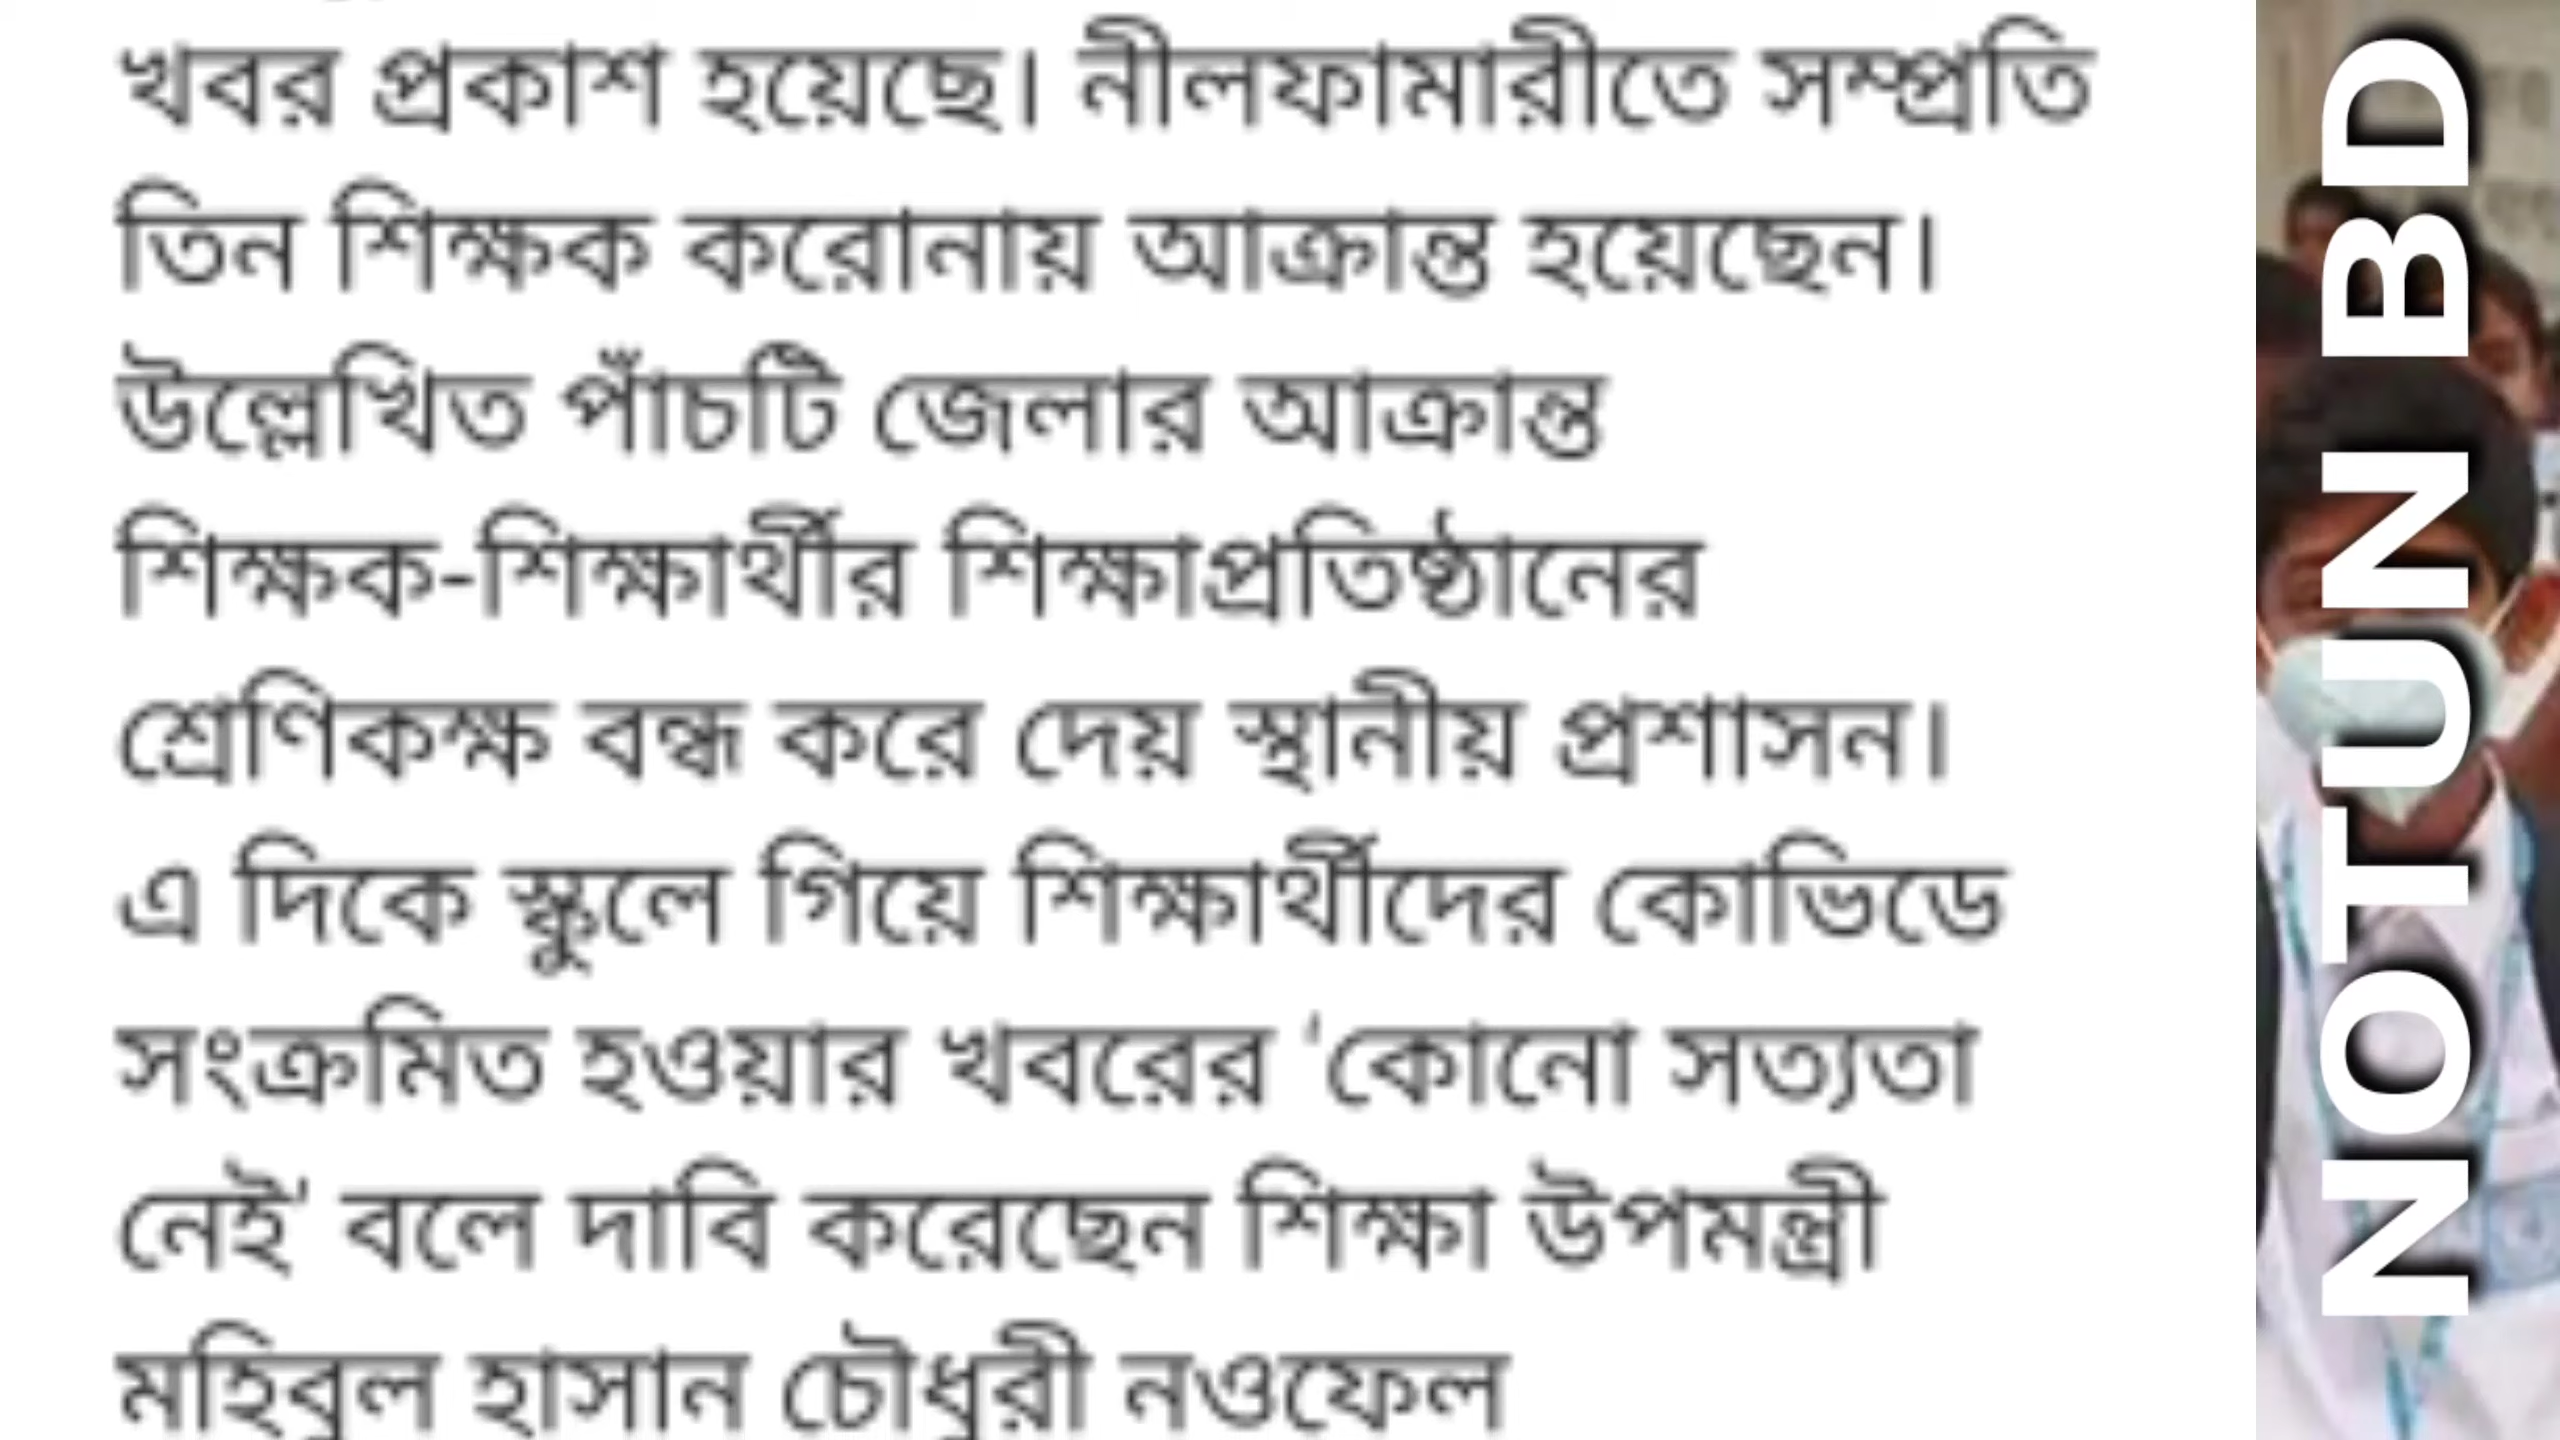 খবর প্রকাশ হয়েছে। নীলফামারীতে সম্প্রতি
তিন শিক্ষক করোনায় আক্রান্ত হয়েছেন।
উল্লেখিত পাঁচটি জেলার আক্রান্ত
শিক্ষক-শিক্ষার্থীর শিক্ষাপ্রতিষ্ঠানের
শ্রেণিকক্ষ বন্ধ করে দেয় স্থানীয় প্রশাসন।
এ দিকে স্কুলে গিয়ে শিক্ষার্থীদের কোভিডে
সংক্রমিত হওয়ার খবরের 'কোনো সত্যতা
নেই' বলে দাবি করেছেন শিক্ষা উপমন্ত্রী
মহিবুল হাসান চৌধুরী নওফেল
NOTUN BD